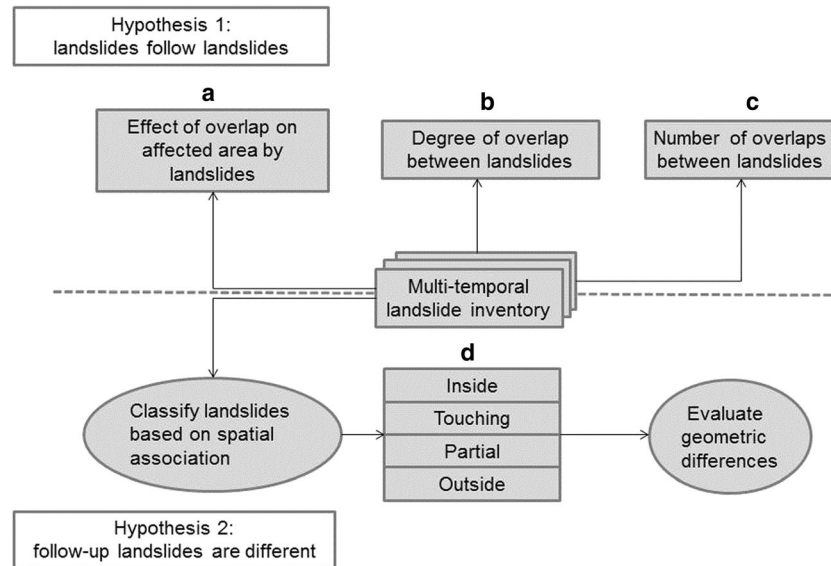 Hypothesis 1:
landslides follow landslides
a
Effect of overlap on
affected area by
landslides
b
Degree of overlap
between landslides
c
Number of overlaps
between landslides
Multi-temporal
landslide inventory
d
Classify landslides
based on spatial
association
Inside
Touching
Partial
Outside
Evaluate
geometric
differences
Hypothesis 2:
follow-up landslides are different